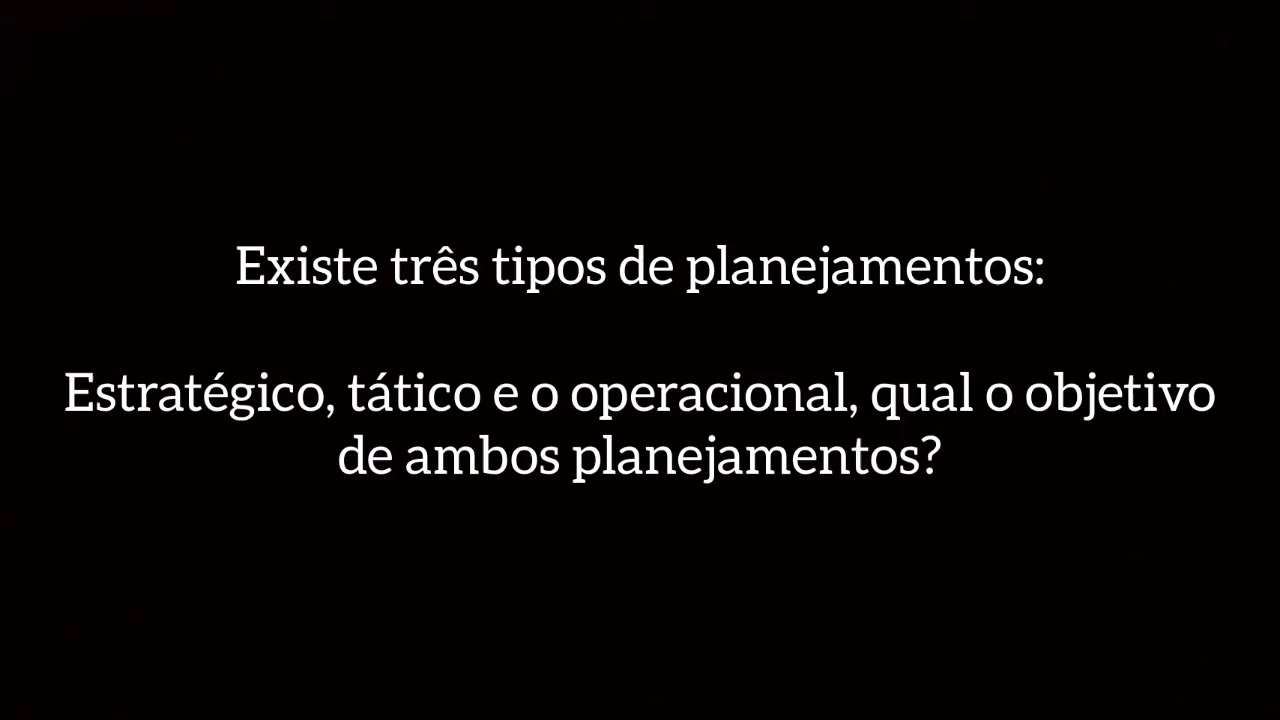 Existe três tipos de planejamentos:
Estratégico, tático e o operacional, qual o objetivo
de ambos planejamentos?